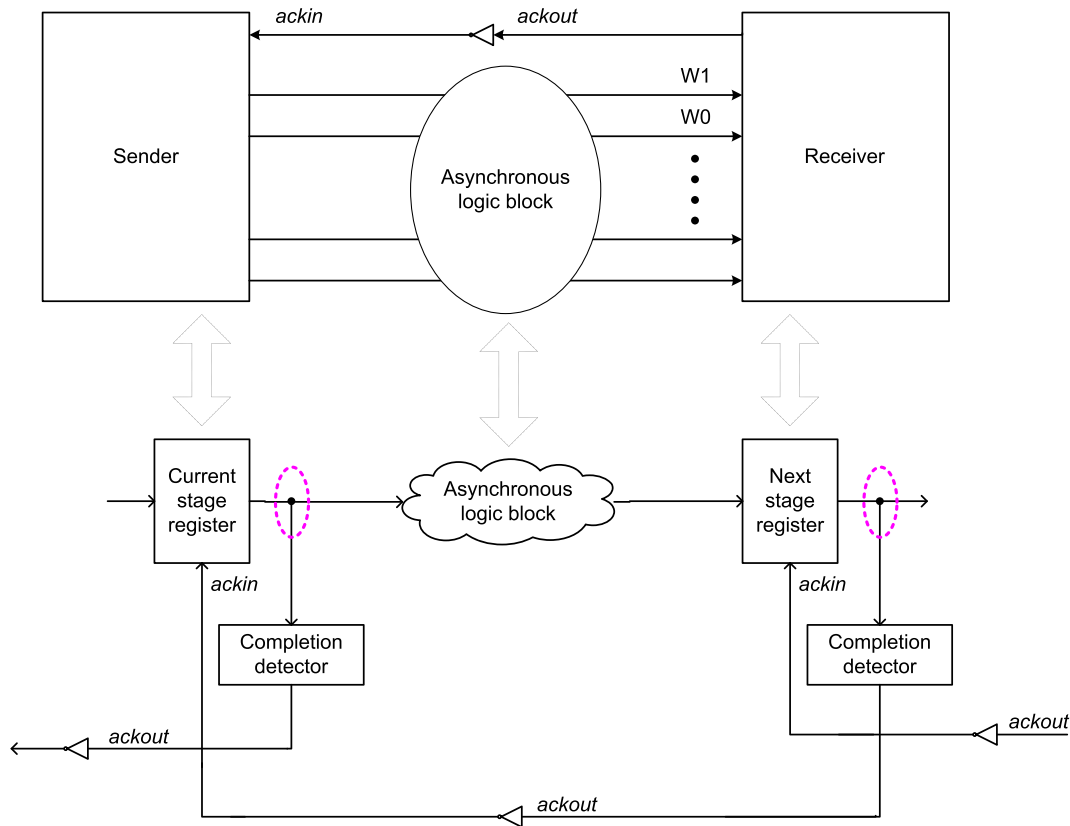 ackin
ackout
W1
W0
Sender
Asynchronous
logic block
Receiver
Current
stage
register
Asynchronous
logic block
Next
stage
register
ackin
ackin
Completion
detector
Completion
detector
ackout
ackout
ackout